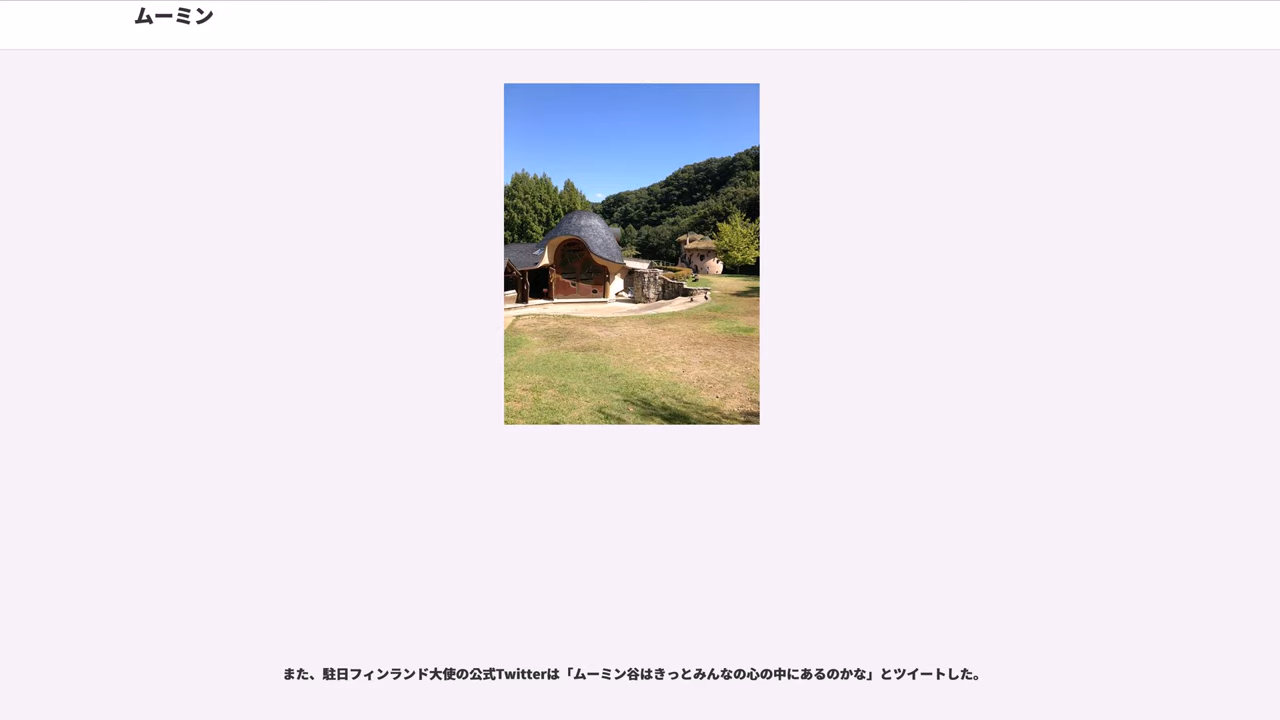 ムーミン
また、駐日フィンランド大使の公式Twitterは「ムーミン谷はきっとみんなの心の中にあるのかな」とツイートした。